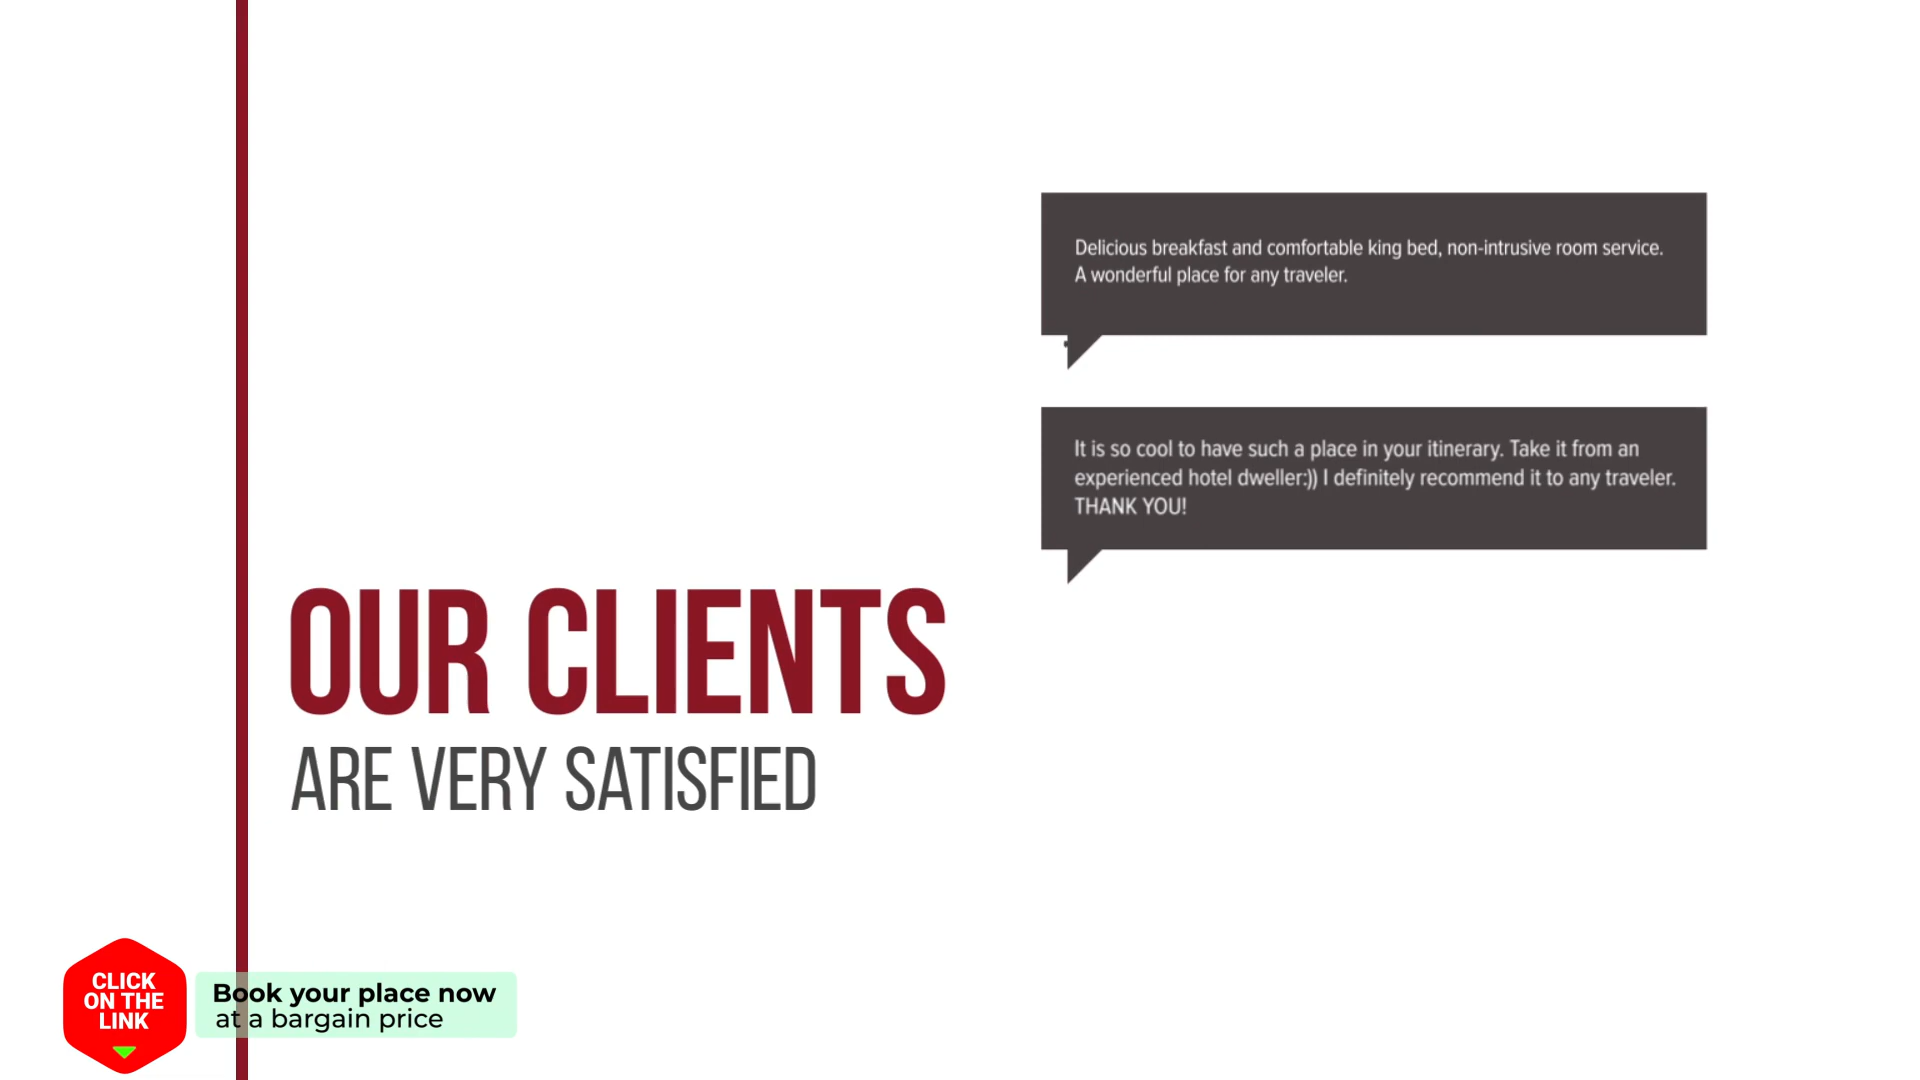 Delicious breakfast and comfortable king bed, non-intrusive room service.
A wonderful place for any traveler.
It is so cool to have such a place in your itinerary. Take it from an
experienced hotel dweller:)) I definitely recommend it to any traveler.
THANK YOU!
OUR CLIENTS
ARE VERY SATISFIED
CLICK
ON THE
LINK
Book your place now
at a bargain price